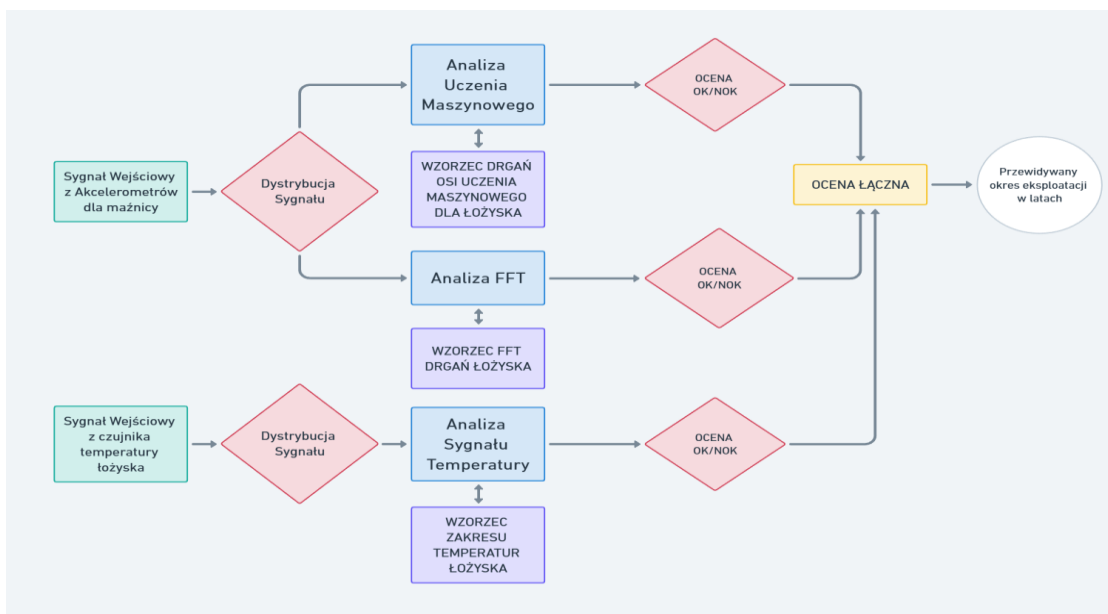 Analiza
Uczenia
Maszynowego
OCENA
OK/NOK
Sygnał Wejściowy
z Akcelerometrów
dla maźnicy
Dystrybucja
Sygnału
WZORZEC DRGAŃ
OSI UCZENIA
MASZYNOWEGO
DLA ŁOŻYSKA
OCENA ŁĄCZNA
Przewidywany
okres eksploatacji
w latach
Analiza FFT
OCENA
OK/NOK
WZORZEC FFT
DRGAŃ ŁOŻYSKA
Sygnał Wejściowy
z czujnika
temperatury
łożyska
Dystrybucja
Sygnału
Analiza
Sygnału
Temperatury
OCENA
OK/NOK
WZORZEC
ZAKRESU
TEMPERATUR
ŁOŻYSKA